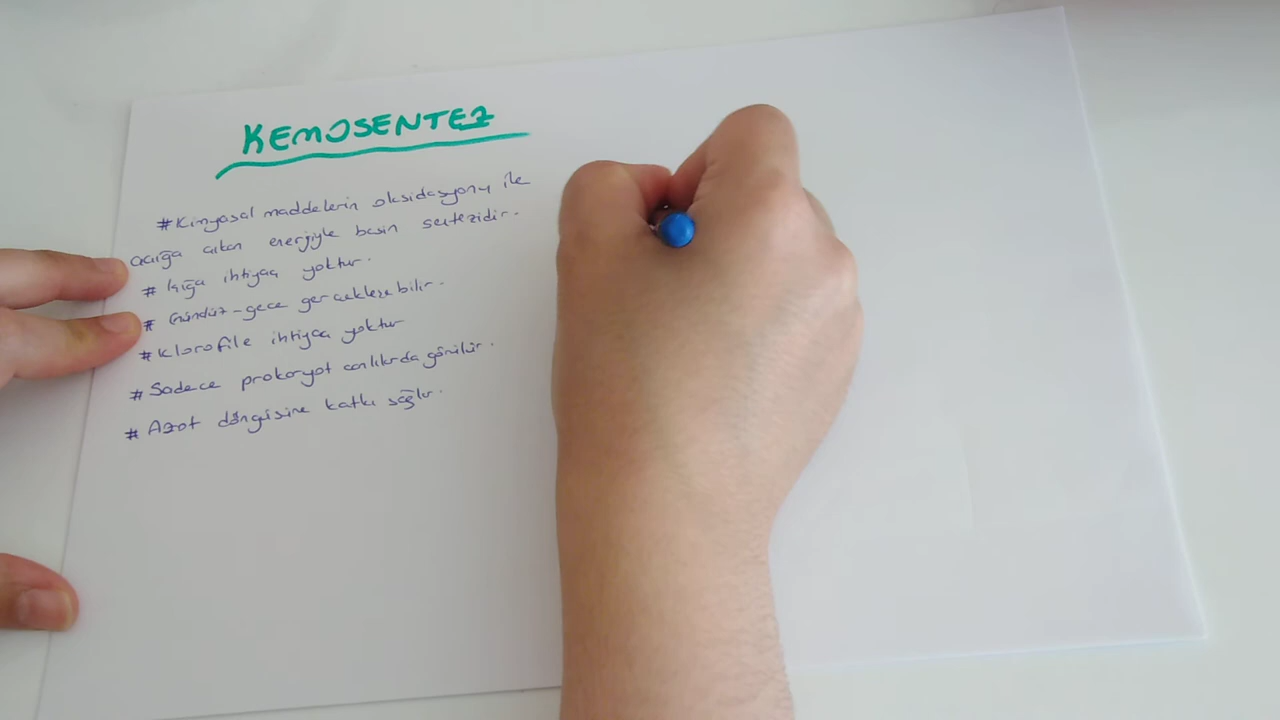 KEMOSENTEZ
#Kimyasal maddelerin oksidasyonu ile
açığa çıkan enerjiyle besin sentezidir.
# Işığa ihtiyaç yoktur.
# Gündüz-gece gerçekleşebilir.
#Klorofile ihtiyaç yoktur
# Sadece prokaryot canlılarda görülür.
# Azot döngüsüne katkı sağlar.